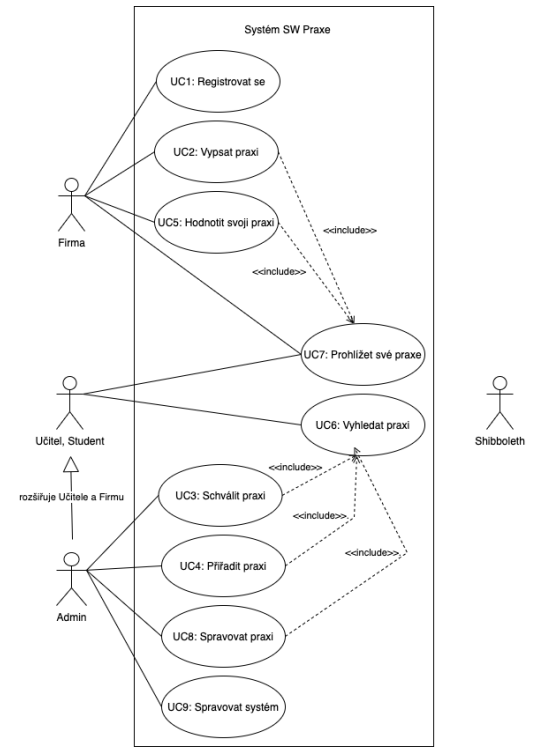 Systém SW Praxe
UC1: Registrovat se
UC2: Vypsat praxi
Firma
UC5: Hodnotit svoji praxi
<<include>>
<<include>>
UC7: Prohlížet své praxe
Učitel, Student
UC6: Vyhledat praxi
Shibboleth
<<include>>
rozšiřuje Učitele a Firmu
UC3: Schválit praxi
<<include>>
<<include>>
UC4: Přiřadit praxi
Admin
UC8: Spravovat praxi
UC9: Spravovat systém